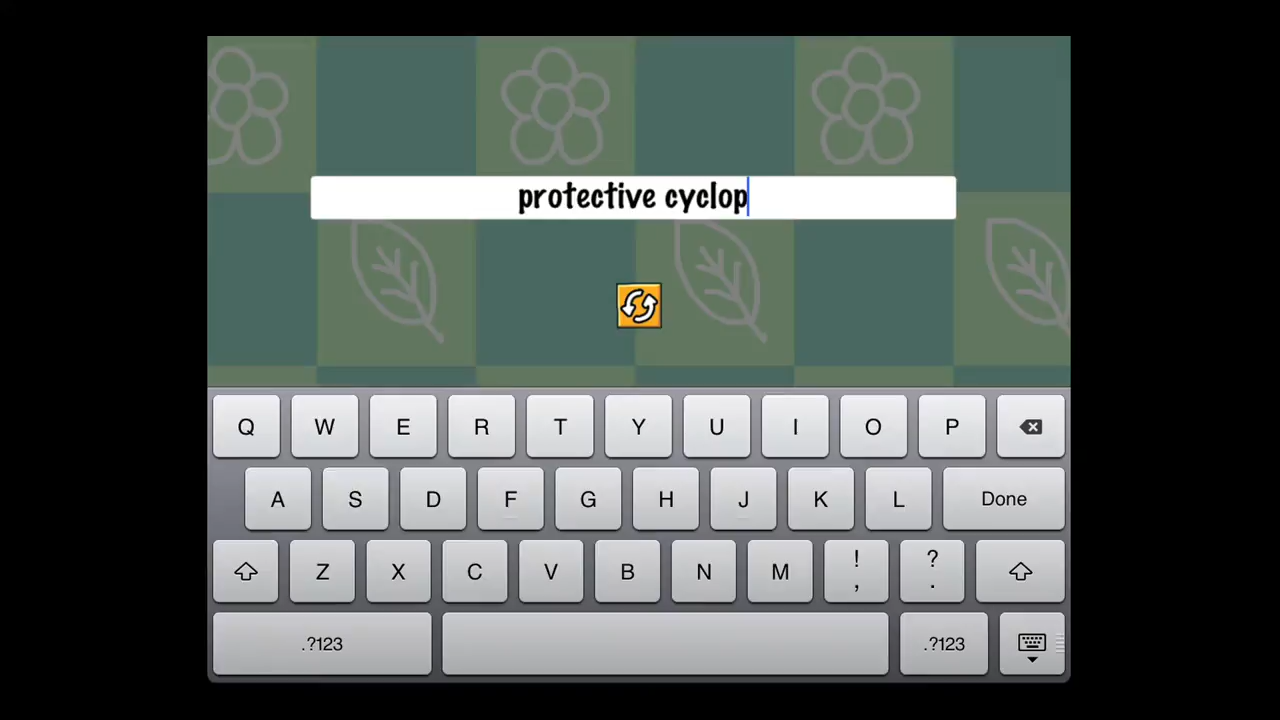 protective cyclop
Q W E R T Y U I O P
A S D F G H J K L Done
Z X C V B N M ! , ? .
.?123 .?123